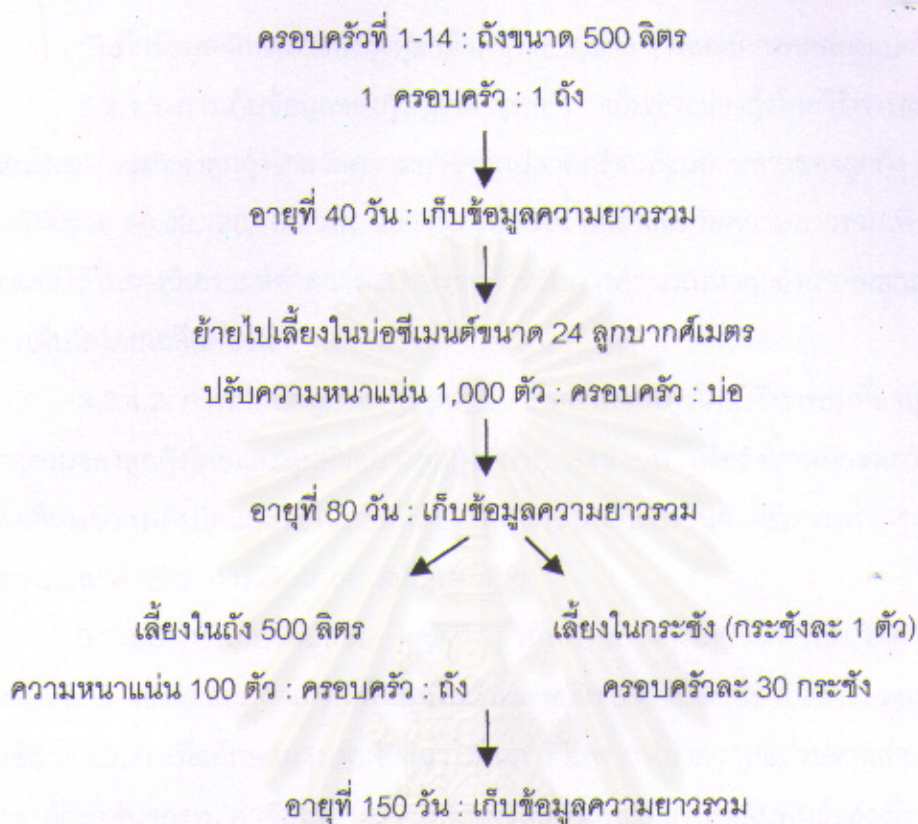 ครอบครัวที่ 1-14 : ถังขนาด 500 ลิตร
1 ครอบครัว : 1 ถัง
อายุที่ 40 วัน : เก็บข้อมูลความยาวรวม
ย้ายไปเลี้ยงในบ่อซีเมนต์ขนาด 24 ลูกบากศ์เมตร
ปรับความหนาแน่น 1,000 ตัว : ครอบครัว : บ่อ
อายุที่ 80 วัน : เก็บข้อมูลความยาวรวม
เลี้ยงในถัง 500 ลิตร เลี้ยงในกระชัง (กระชังละ 1 ตัว)
ความหนาแน่น 100 ตัว : ครอบครัว : ถัง ครอบครัวละ 30 กระชัง
อายุที่ 150 วัน : เก็บข้อมูลความยาวรวม